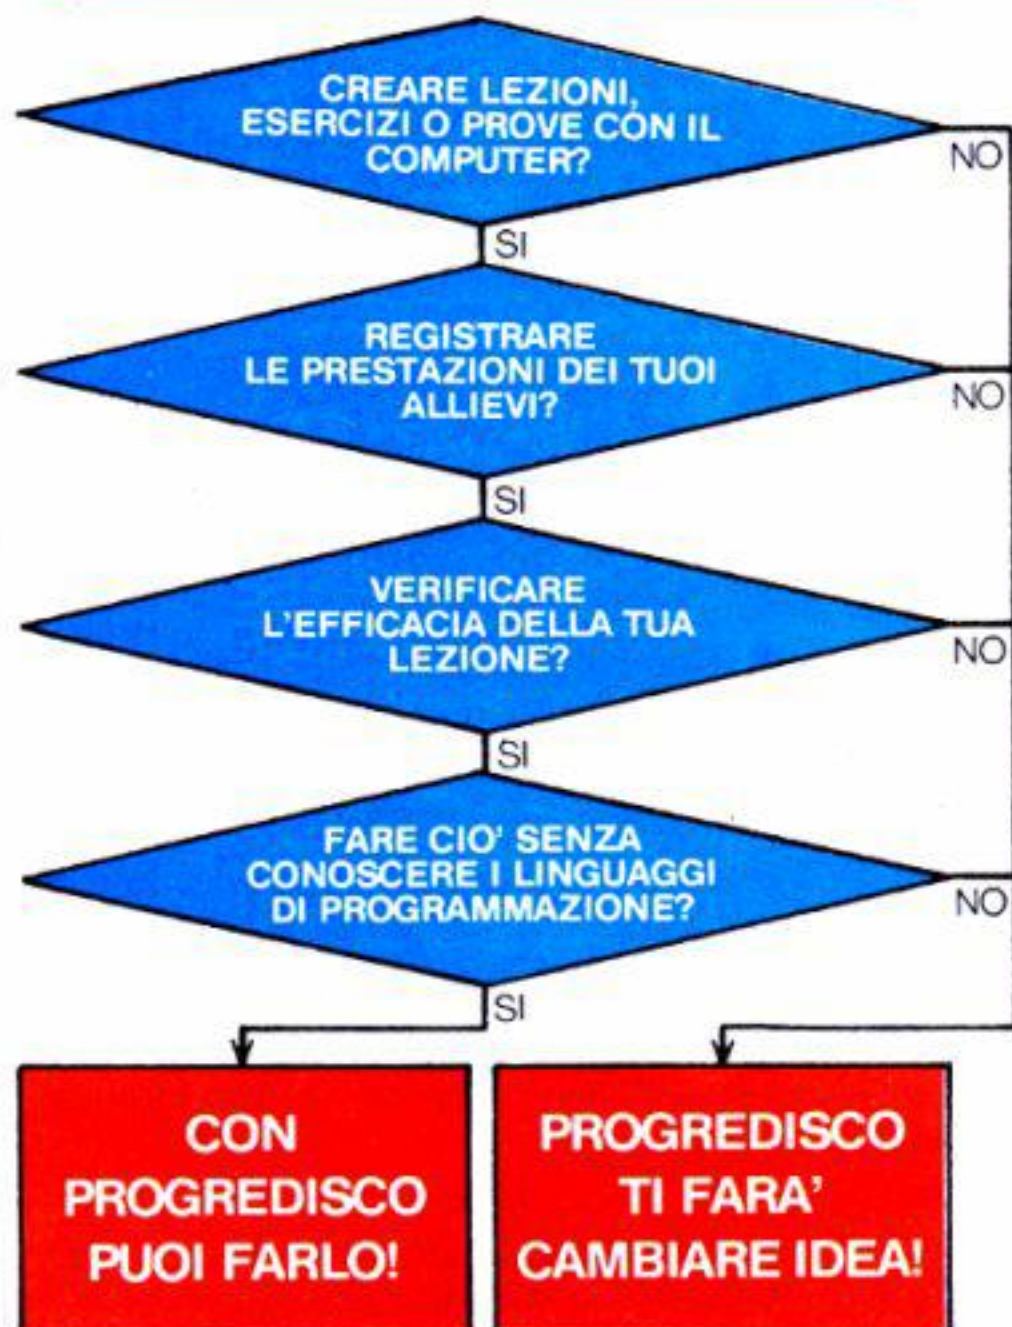 CREARE LEZIONI,
ESERCIZI O PROVE CON IL
COMPUTER?
NO
SI
REGISTRARE
LE PRESTAZIONI DEI TUOI
ALLIEVI?
NO
SI
VERIFICARE
L'EFFICACIA DELLA TUA
LEZIONE?
NO
SI
FARE CIO' SENZA
CONOSCERE I LINGUAGGI
DI PROGRAMMAZIONE?
NO
SI
CON
PROGREDISCO
PUOI FARLO!
PROGREDISCO
TI FARA'
CAMBIARE IDEA!